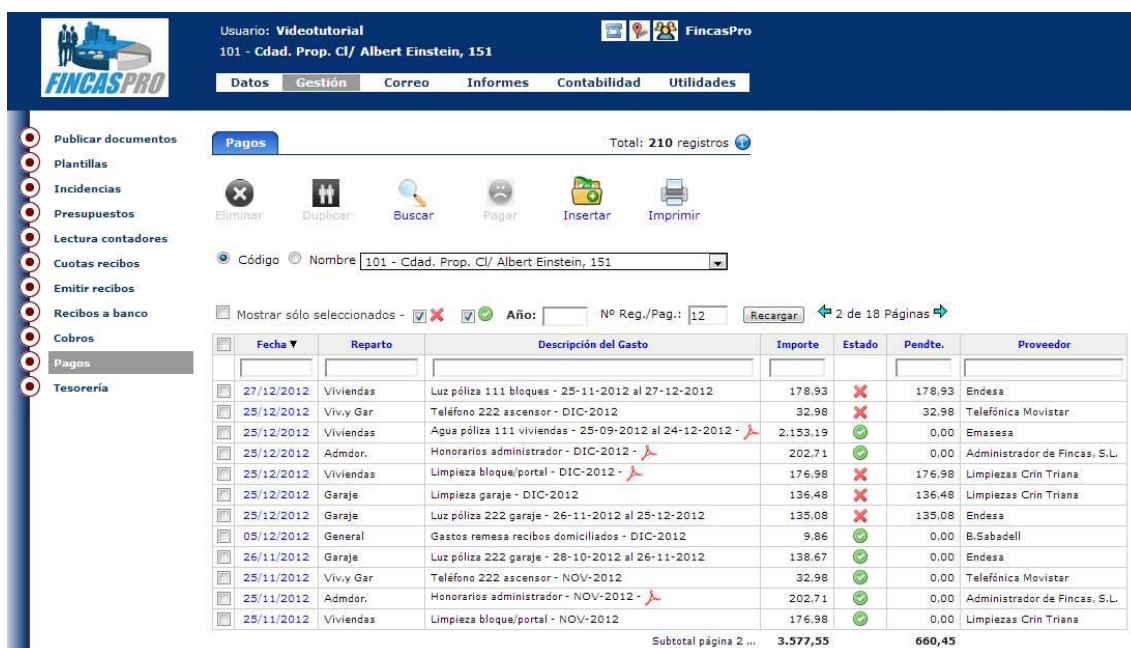 FINCASPRO
Usuario: Videotutorial
FincasPro
101 - Cdad. Prop. Cl/ Albert Einstein, 151
Datos Gestión Correo Informes Contabilidad Utilidades
Publicar documentos
Plantillas
Incidencias
Presupuestos
Lectura contadores
Cuotas recibos
Emitir recibos
Recibos a banco
Cobros
Pagos
Tesorería
Pagos
Total: 210 registros
Eliminar Duplicar Buscar Pagar Insertar Imprimir
Código Nombre 101 - Cdad. Prop. Cl/ Albert Einstein, 151
Mostrar sólo seleccionados - Año: Nº Reg./Pag.: 12 Recargar 2 de 18 Páginas
Fecha ▼ Reparto Descripción del Gasto Importe Estado Pendte. Proveedor
27/12/2012 Viviendas Luz póliza 111 bloques - 25-11-2012 al 27-12-2012 178,93 178,93 Endesa
25/12/2012 Viv.y Gar Teléfono 222 ascensor - DIC-2012 32,98 32,98 Telefónica Movistar
25/12/2012 Viviendas Agua póliza 111 viviendas - 25-09-2012 al 24-12-2012 - 2.153,19 0,00 Emasesa
25/12/2012 Admdor. Honorarios administrador - DIC-2012 - 202,71 0,00 Administrador de Fincas, S.L.
25/12/2012 Viviendas Limpieza bloque/portal - DIC-2012 - 176,98 176,98 Limpiezas Crin Triana
25/12/2012 Garaje Limpieza garaje - DIC-2012 136,48 136,48 Limpiezas Crin Triana
25/12/2012 Garaje Luz póliza 222 garaje - 26-11-2012 al 25-12-2012 135,08 135,08 Endesa
05/12/2012 General Gastos remesa recibos domiciliados - DIC-2012 9,86 0,00 B.Sabadell
26/11/2012 Garaje Luz póliza 222 garaje - 28-10-2012 al 26-11-2012 138,67 0,00 Endesa
25/11/2012 Viv.y Gar Teléfono 222 ascensor - NOV-2012 32,98 0,00 Telefónica Movistar
25/11/2012 Admdor. Honorarios administrador - NOV-2012 - 202,71 0,00 Administrador de Fincas, S.L.
25/11/2012 Viviendas Limpieza bloque/portal - NOV-2012 176,98 0,00 Limpiezas Crin Triana
Subtotal página 2 ... 3.577,55 660,45